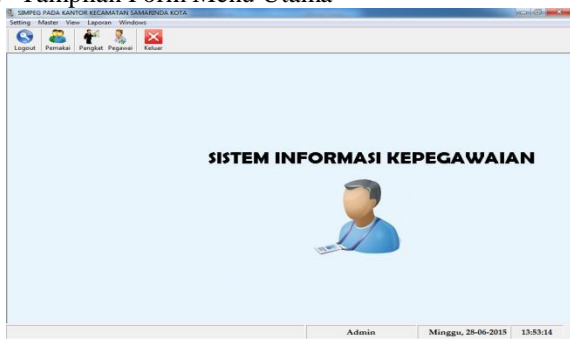 Tampilan Form Menu Utama
SIMPEG PADA KANTOR KECAMATAN SAMARINDA KOTA
Setting Master View Laporan Windows
Logout Pemakai Pangkat Pegawai Keluar
SISTEM INFORMASI KEPEGAWAIAN
Admin Minggu, 28-06-2015 13:53:14